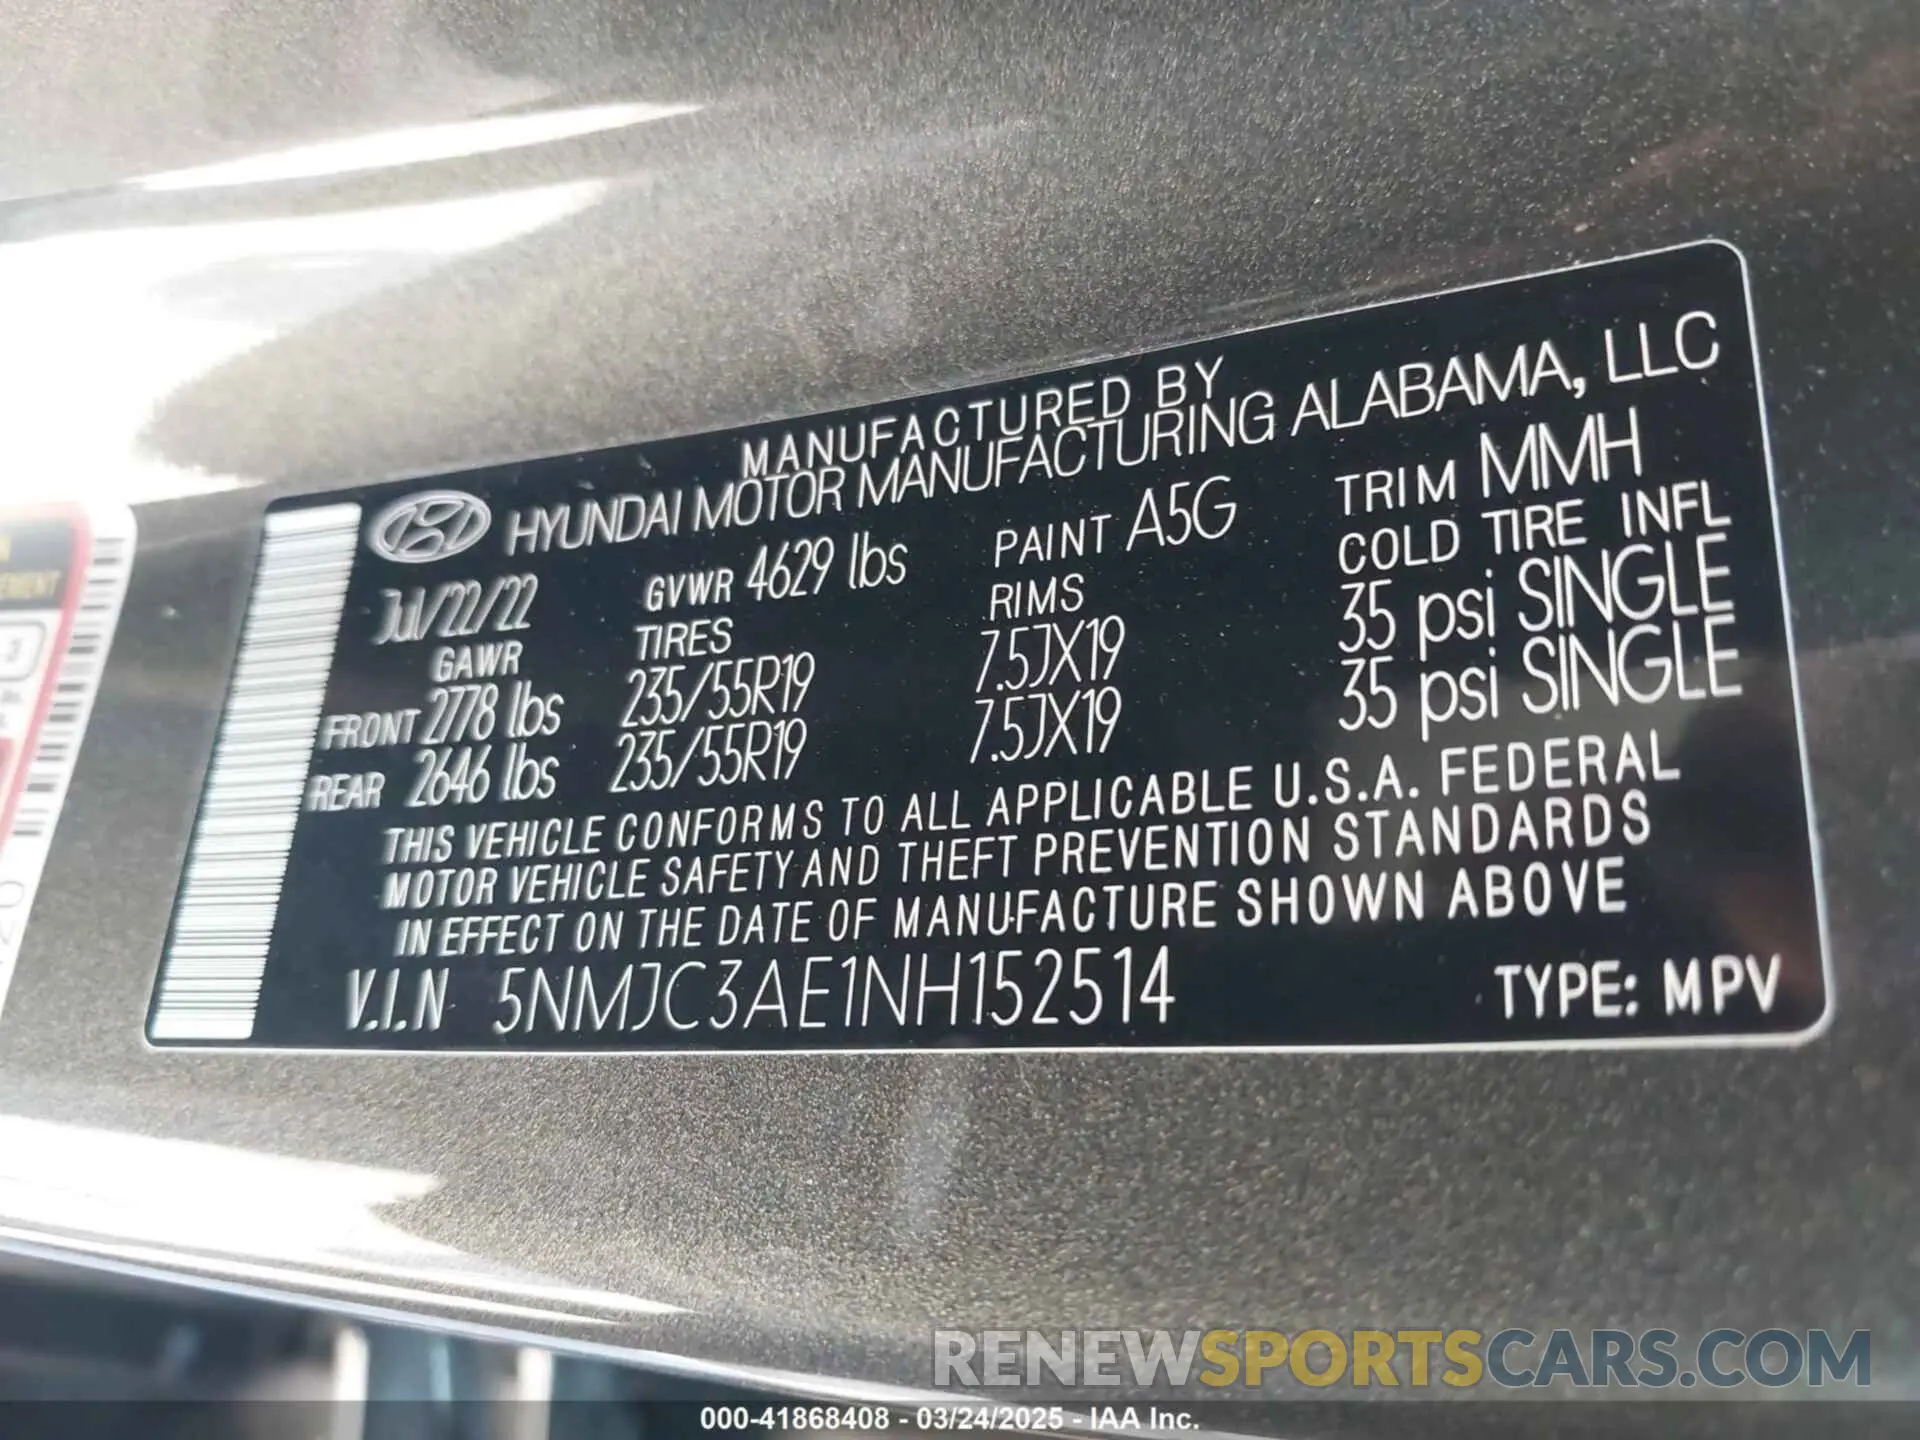 MANUFACTURED BY
HYUNDAI MOTOR MANUFACTURING ALABAMA, LLC
Jul/22/22 GVWR 4629 lbs PAINT A5G TRIM MMH
GAWR TIRES RIMS COLD TIRE INFL
FRONT 2778 lbs 235/55R19 7.5JX19 35 psi SINGLE
REAR 2646 lbs 235/55R19 7.5JX19 35 psi SINGLE
THIS VEHICLE CONFORMS TO ALL APPLICABLE U.S.A. FEDERAL
MOTOR VEHICLE SAFETY AND THEFT PREVENTION STANDARDS
IN EFFECT ON THE DATE OF MANUFACTURE SHOWN ABOVE
V.I.N 5NMJC3AE1NH152514 TYPE: MPV
RENEWSPORTSCARS.COM
000-41868408 - 03/24/2025 - IAA Inc.